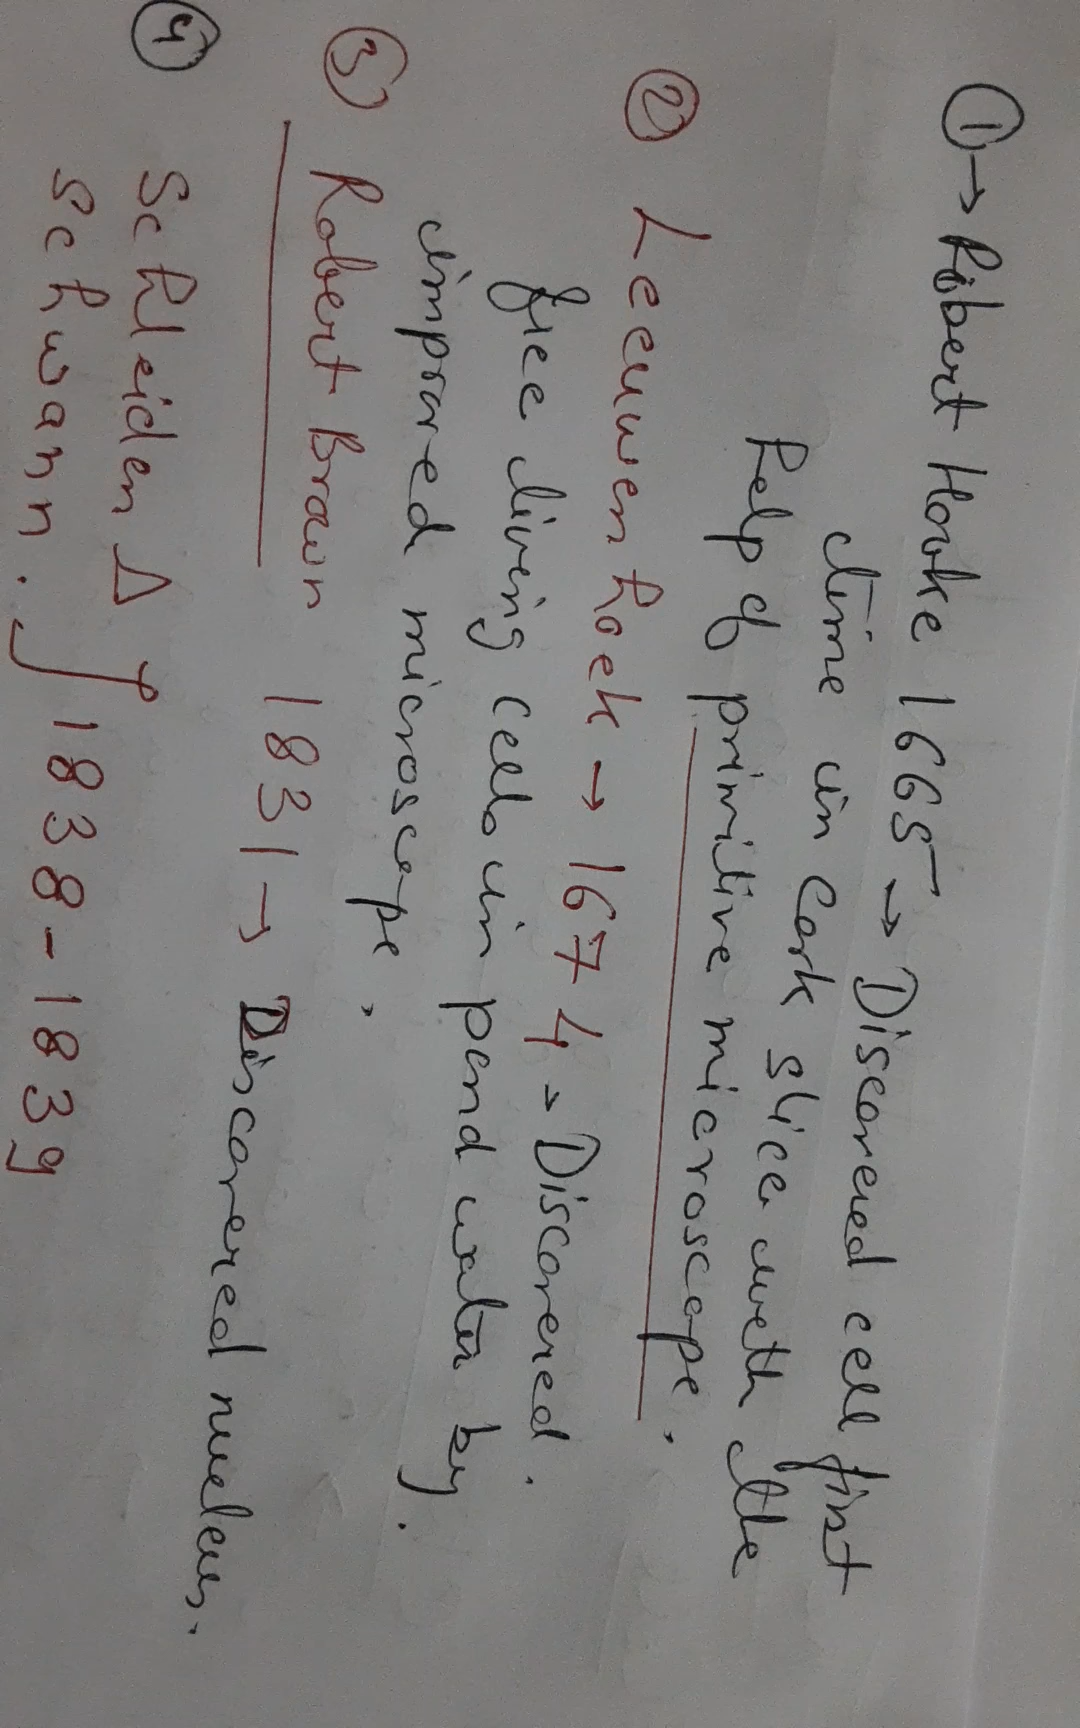 ① → Robert Hooke 1665 → Discovered cell first
time in Cork slice with the
help of primitive microscope.
② Leeuwenhoek → 1674 → Discovered.
free living cells in pond water by.
improved microscope.
③ Robert Brown 1831 → Discovered nucleus.
④ Schleiden &
Schwann. } 1838-1839